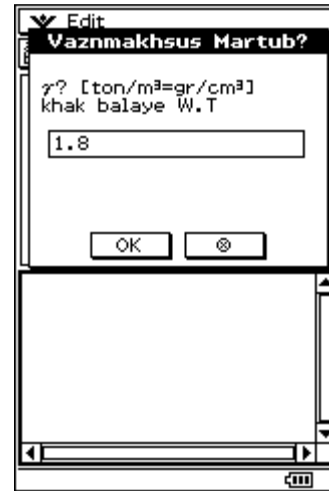 Edit
Vaznmakhsus Martub?
γ? [ton/m³=gr/cm³]
khak balaye W.T
1.8
OK